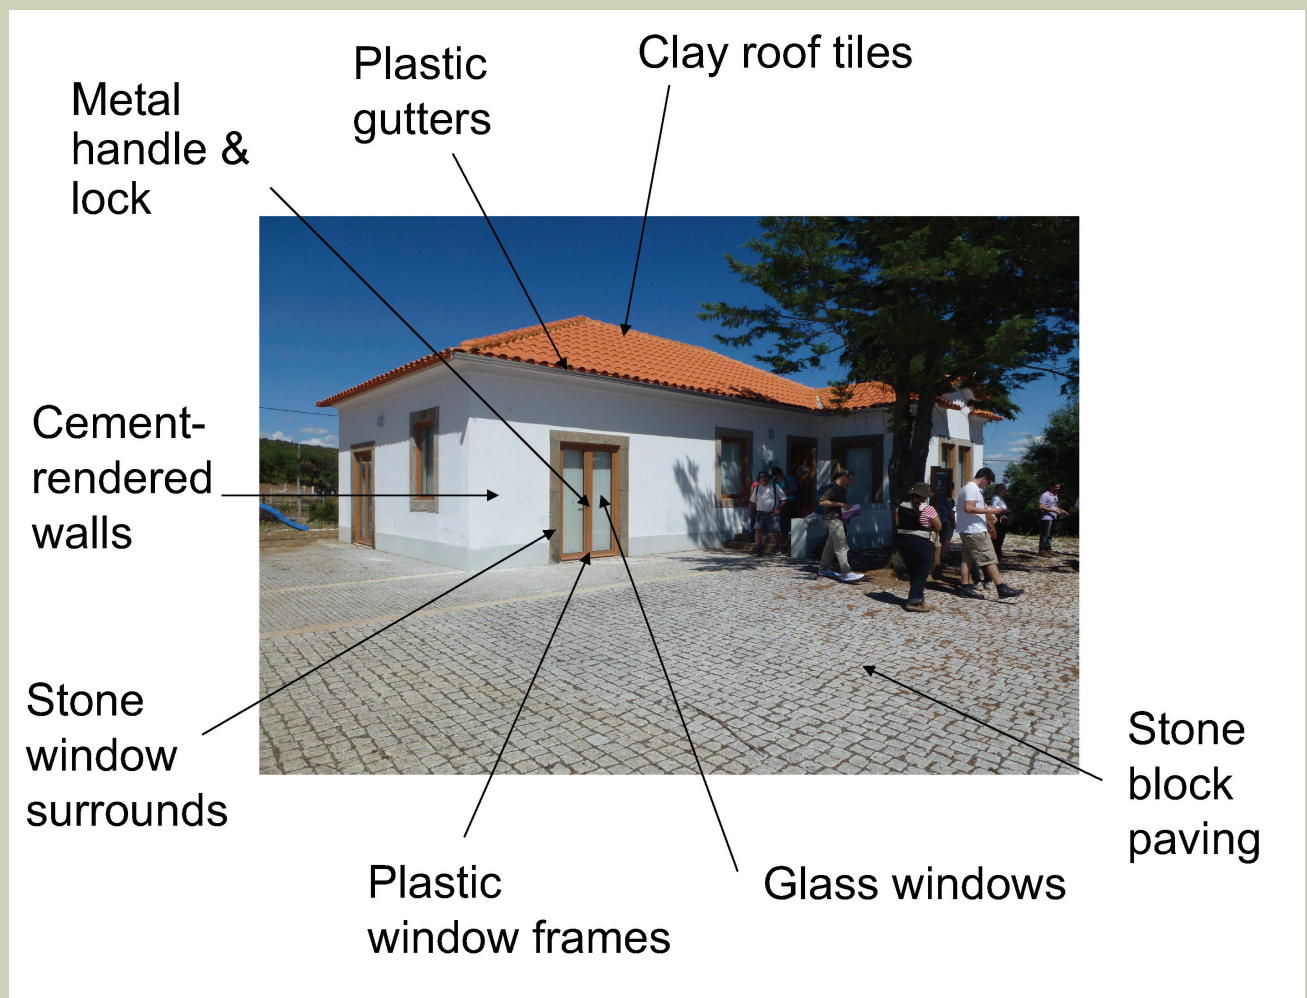 Clay roof tiles
Plastic
gutters
Metal
handle &
lock
Cement-
rendered
walls
Stone
window
surrounds
Plastic
window frames
Glass windows
Stone
block
paving